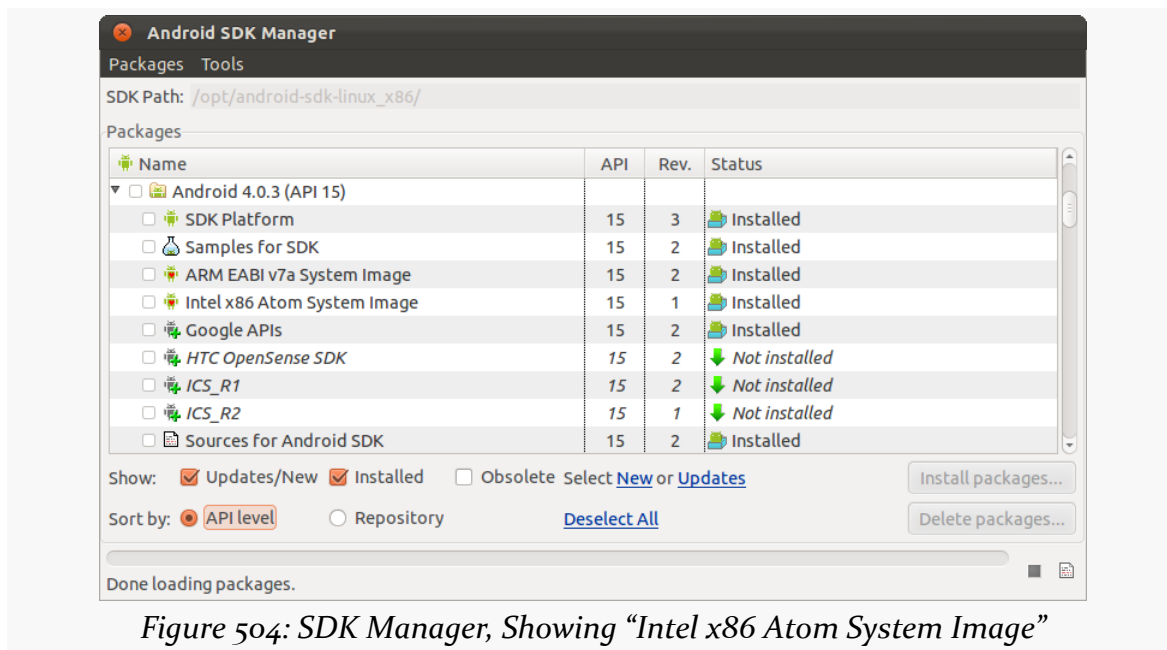 Android SDK Manager
Packages Tools
SDK Path: /opt/android-sdk-linux_x86/
Packages
Name API Rev. Status
Android 4.0.3 (API 15)
SDK Platform 15 3 Installed
Samples for SDK 15 2 Installed
ARM EABI v7a System Image 15 2 Installed
Intel x86 Atom System Image 15 1 Installed
Google APIs 15 2 Installed
HTC OpenSense SDK 15 2 Not installed
ICS_R1 15 2 Not installed
ICS_R2 15 1 Not installed
Sources for Android SDK 15 2 Installed
Show: Updates/New Installed Obsolete Select New or Updates Install packages...
Sort by: API level Repository Deselect All Delete packages...
Done loading packages.
Figure 504: SDK Manager, Showing “Intel x86 Atom System Image”